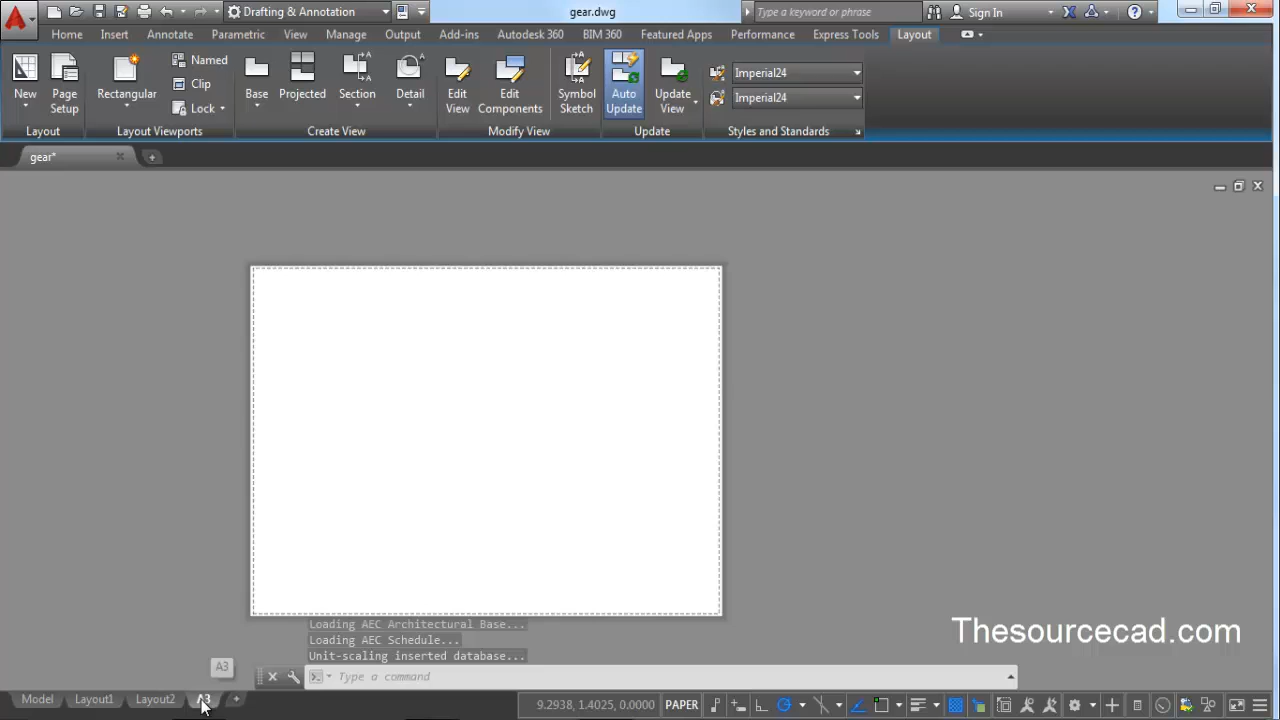 Drafting & Annotation
gear.dwg
Type a keyword or phrase
Sign In
Home Insert Annotate Parametric View Manage Output Add-ins Autodesk 360 BIM 360 Featured Apps Performance Express Tools Layout
New
Page Setup
Rectangular
Named
Clip
Lock
Base
Projected
Section
Detail
Edit View
Edit Components
Symbol Sketch
Auto Update
Update View
Imperial24
Imperial24
Layout Layout Viewports Create View Modify View Update Styles and Standards
gear*
Loading AEC Architectural Base...
Loading AEC Schedule...
Unit-scaling inserted database...
Thesourcecad.com
A3
Type a command
Model Layout1 Layout2 A3 +
9.2938, 1.4025, 0.0000 PAPER